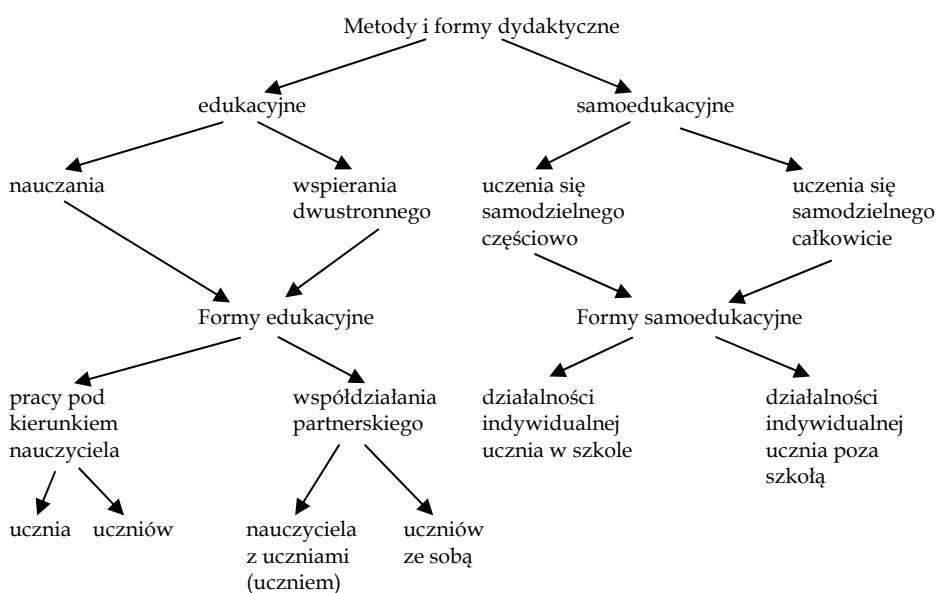 Metody i formy dydaktyczne
edukacyjne
samoedukacyjne
nauczania
wspierania
dwustronnego
uczenia się
samodzielnego
częściowo
uczenia się
samodzielnego
całkowicie
Formy edukacyjne
Formy samoedukacyjne
pracy pod
kierunkiem
nauczyciela
współdziałania
partnerskiego
działalności
indywidualnej
ucznia w szkole
działalności
indywidualnej
ucznia poza
szkołą
ucznia
uczniów
nauczyciela
z uczniami
(uczniem)
uczniów
ze sobą